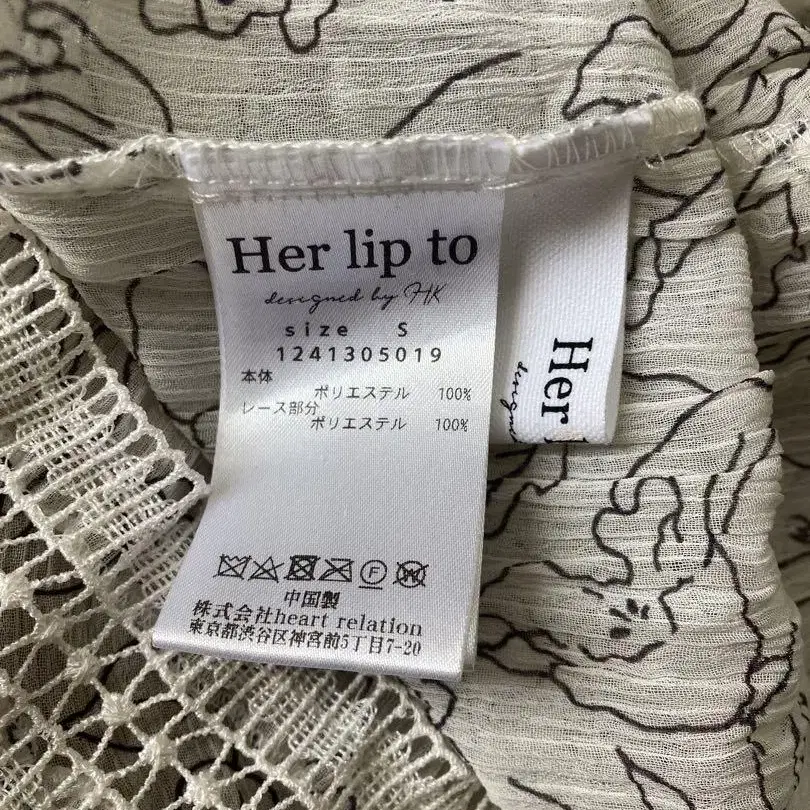 Her lip to
designed by HK
size S
1241305019
本体
ポリエステル 100%
レース部分
ポリエステル 100%
F
W
中国製
株式会社heart relation
東京都渋谷区神宮前5丁目7-20
Her
designed